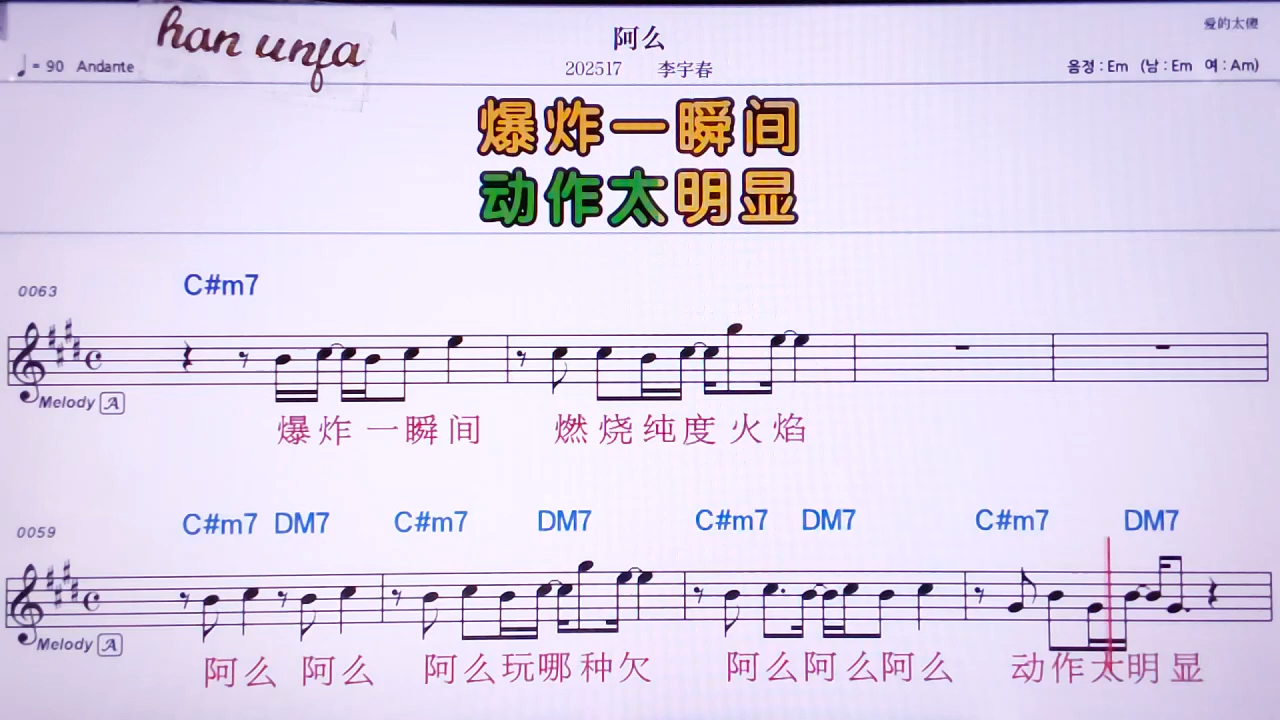 han unfa
阿么
爱的太傻
♩= 90 Andante
202517 李宇春
음정 : Em (남 : Em 여 : Am)
爆炸一瞬间
动作太明显
C#m7
0063
Melody A
爆炸一瞬间 燃烧纯度火焰
C#m7 DM7 C#m7 DM7 C#m7 DM7 C#m7 DM7
0059
Melody A
阿么 阿么 阿么玩哪种欠 阿么阿么阿么 动作太明显